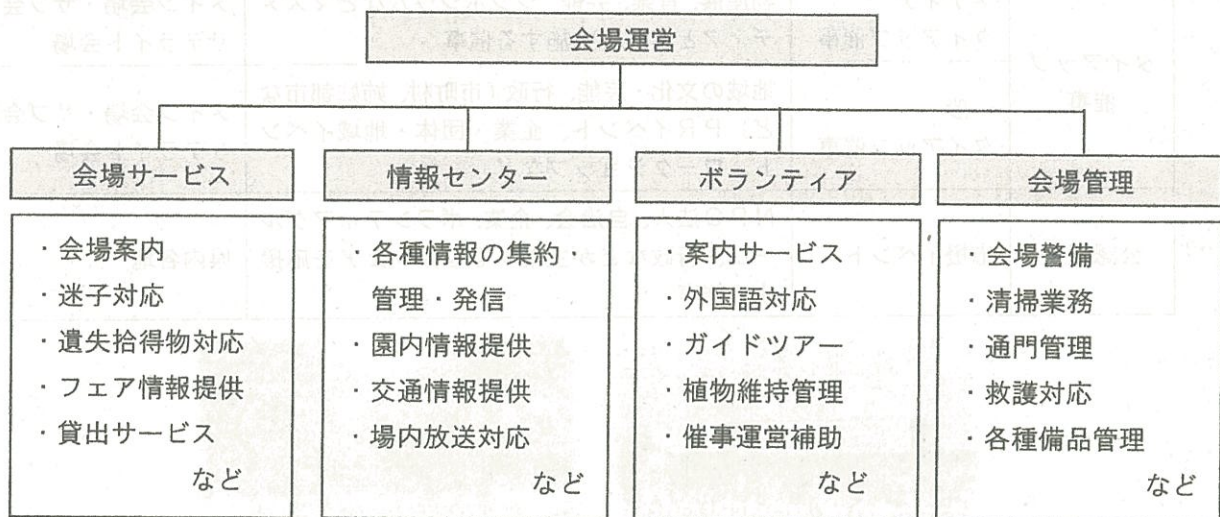 会場運営
会場サービス
・会場案内
・迷子対応
・遺失拾得物対応
・フェア情報提供
・貸出サービス
など
情報センター
・各種情報の集約・
管理・発信
・園内情報提供
・交通情報提供
・場内放送対応
など
ボランティア
・案内サービス
・外国語対応
・ガイドツアー
・植物維持管理
・催事運営補助
など
会場管理
・会場警備
・清掃業務
・通門管理
・救護対応
・各種備品管理
など